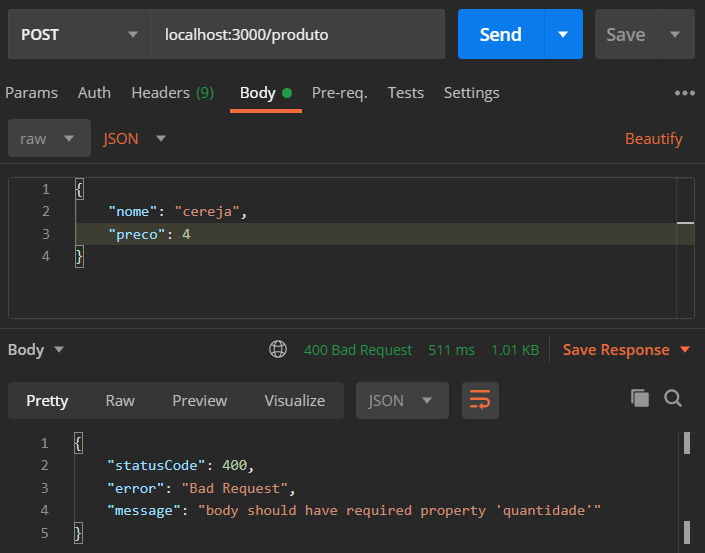 POST localhost:3000/produto Send Save
Params Auth Headers (9) Body Pre-req. Tests Settings
raw JSON Beautify
1 {
2 "nome": "cereja",
3 "preco": 4
4 }
Body 400 Bad Request 511 ms 1.01 KB Save Response
Pretty Raw Preview Visualize JSON
1 {
2 "statusCode": 400,
3 "error": "Bad Request",
4 "message": "body should have required property 'quantidade'"
5 }